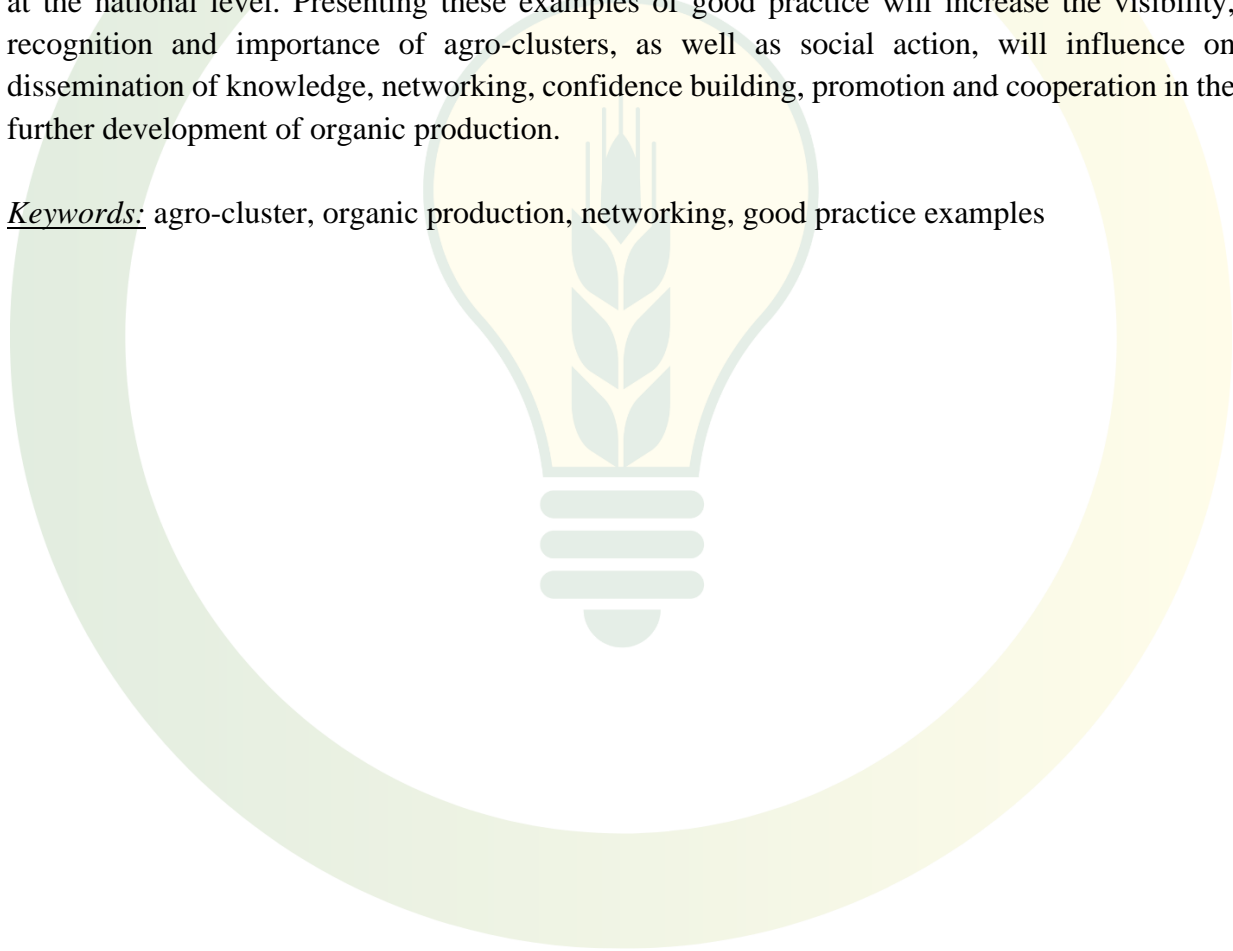 at the national level. Presenting these examples of good practice will increase the visibility,
recognition and importance of agro-clusters, as well as social action, will influence on
dissemination of knowledge, networking, confidence building, promotion and cooperation in the
further development of organic production.
Keywords: agro-cluster, organic production, networking, good practice examples